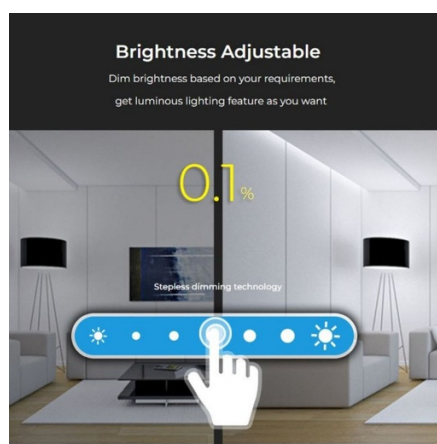 Brightness Adjustable
Dim brightness based on your requirements,
get luminous lighting feature as you want
0.1%
Stepless dimming technology